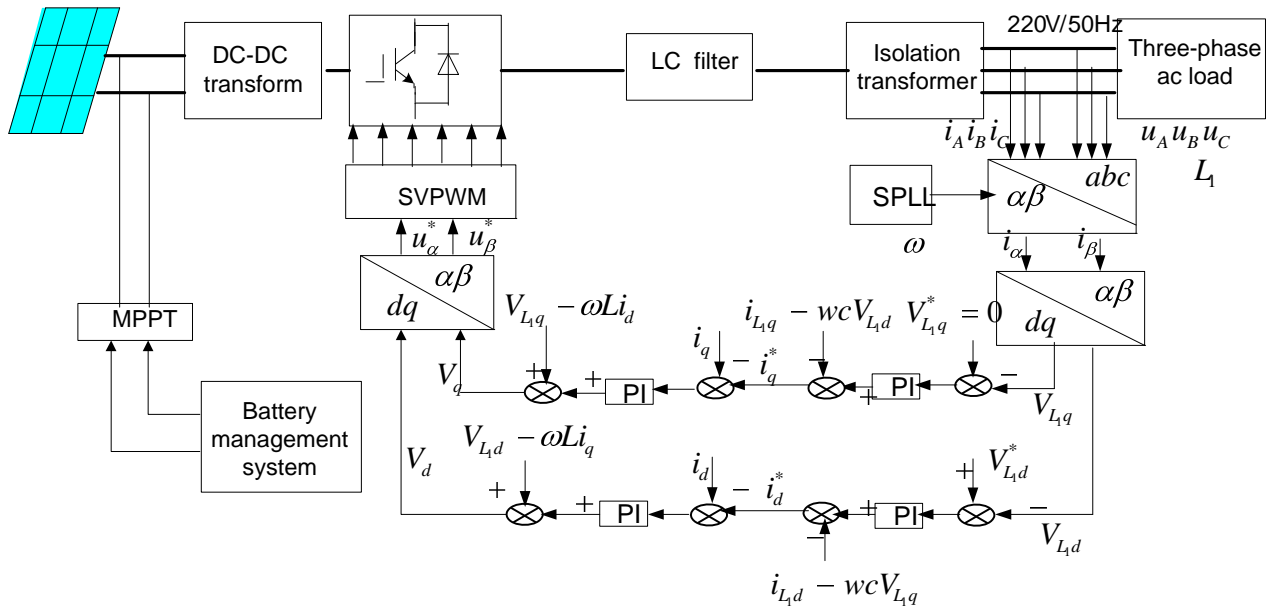 220V/50Hz
DC-DC
transform
LC filter
Isolation
transformer
Three-phase
ac load
i_A i_B i_C
u_A u_B u_C
L_1
abc
αβ
SPLL
ω
SVPWM
u_α^*
u_β^*
i_α
i_β
αβ
dq
αβ
dq
MPPT
V_{L_1q} − ωLi_d
i_{L_1q} − wcV_{L_1d}
V_{L_1q}^* = 0
i_q
− i_q^*
−
−
+
+
+
PI
PI
V_q
V_{L_1q}
Battery
management
system
V_{L_1d} − ωLi_q
V_d
i_d
− i_d^*
V_{L_1d}^*
+
+
+
+
−
−
PI
PI
V_{L_1d}
i_{L_1d} − wcV_{L_1q}